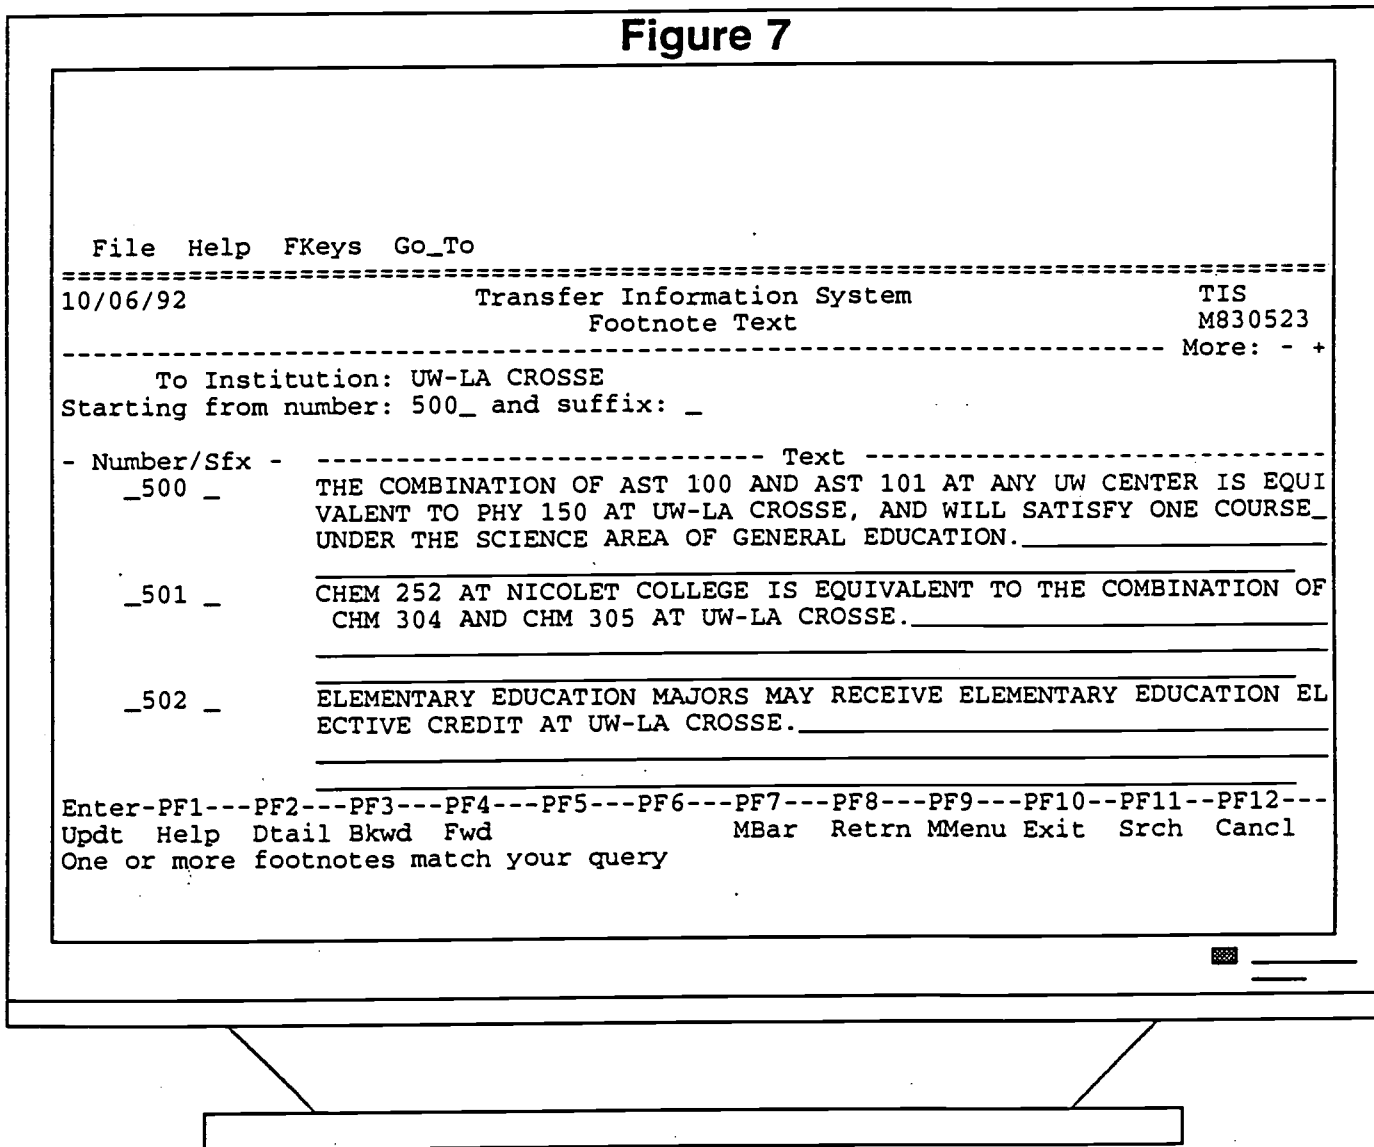 Figure 7
File  Help  FKeys  Go_To
================================================================================
10/06/92                  Transfer Information System                  TIS
Footnote Text                  M830523
---------------------------------------------------------------------- More: - +
To Institution: UW-LA CROSSE
Starting from number: 500_ and suffix: _
- Number/Sfx -  ---------------------------- Text -----------------------------
_500 _      THE COMBINATION OF AST 100 AND AST 101 AT ANY UW CENTER IS EQUI
VALENT TO PHY 150 AT UW-LA CROSSE, AND WILL SATISFY ONE COURSE_
UNDER THE SCIENCE AREA OF GENERAL EDUCATION.
_501 _      CHEM 252 AT NICOLET COLLEGE IS EQUIVALENT TO THE COMBINATION OF
CHM 304 AND CHM 305 AT UW-LA CROSSE.
_502 _      ELEMENTARY EDUCATION MAJORS MAY RECEIVE ELEMENTARY EDUCATION EL
ECTIVE CREDIT AT UW-LA CROSSE.
Enter-PF1---PF2---PF3---PF4---PF5---PF6---PF7---PF8---PF9---PF10--PF11--PF12---
Updt  Help  Dtail Bkwd  Fwd                 MBar  Retrn MMenu Exit  Srch  Cancl
One or more footnotes match your query